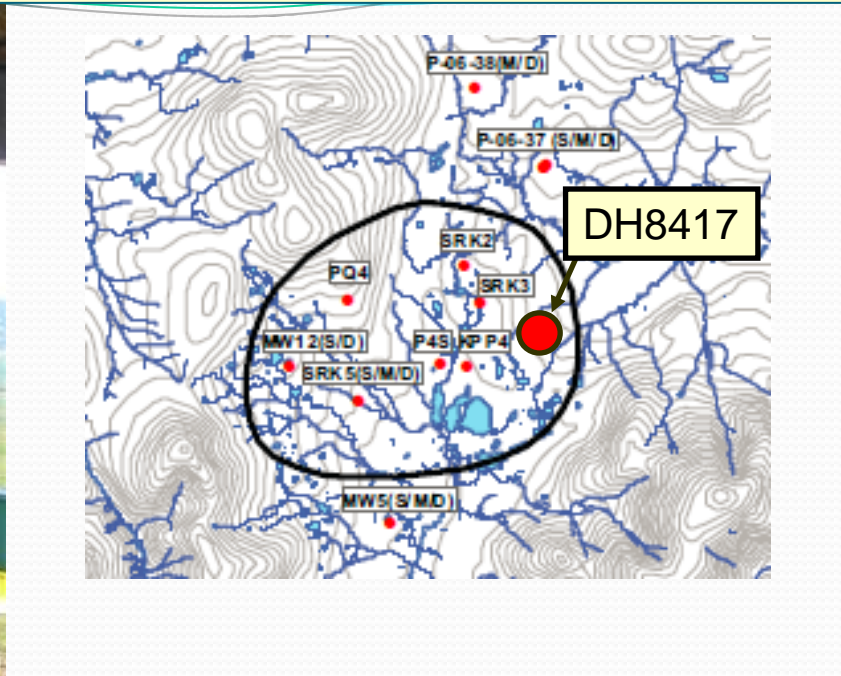 P-06-38(M/D)
P-06-37 (S/M/D)
DH8417
SRK2
PQ4
SRK3
MW12(S/D)
P4S
KPP4
SRK5(S/M/D)
MW5(S/M/D)